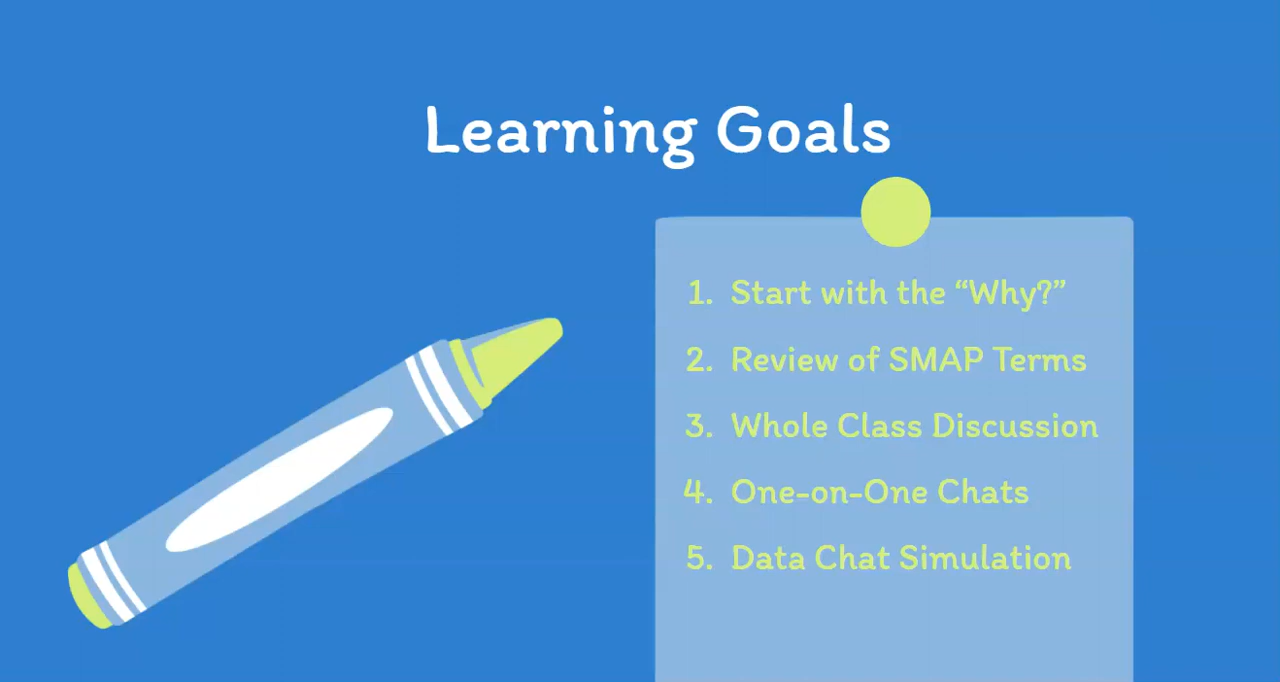 Learning Goals
1. Start with the “Why?”
2. Review of SMAP Terms
3. Whole Class Discussion
4. One-on-One Chats
5. Data Chat Simulation